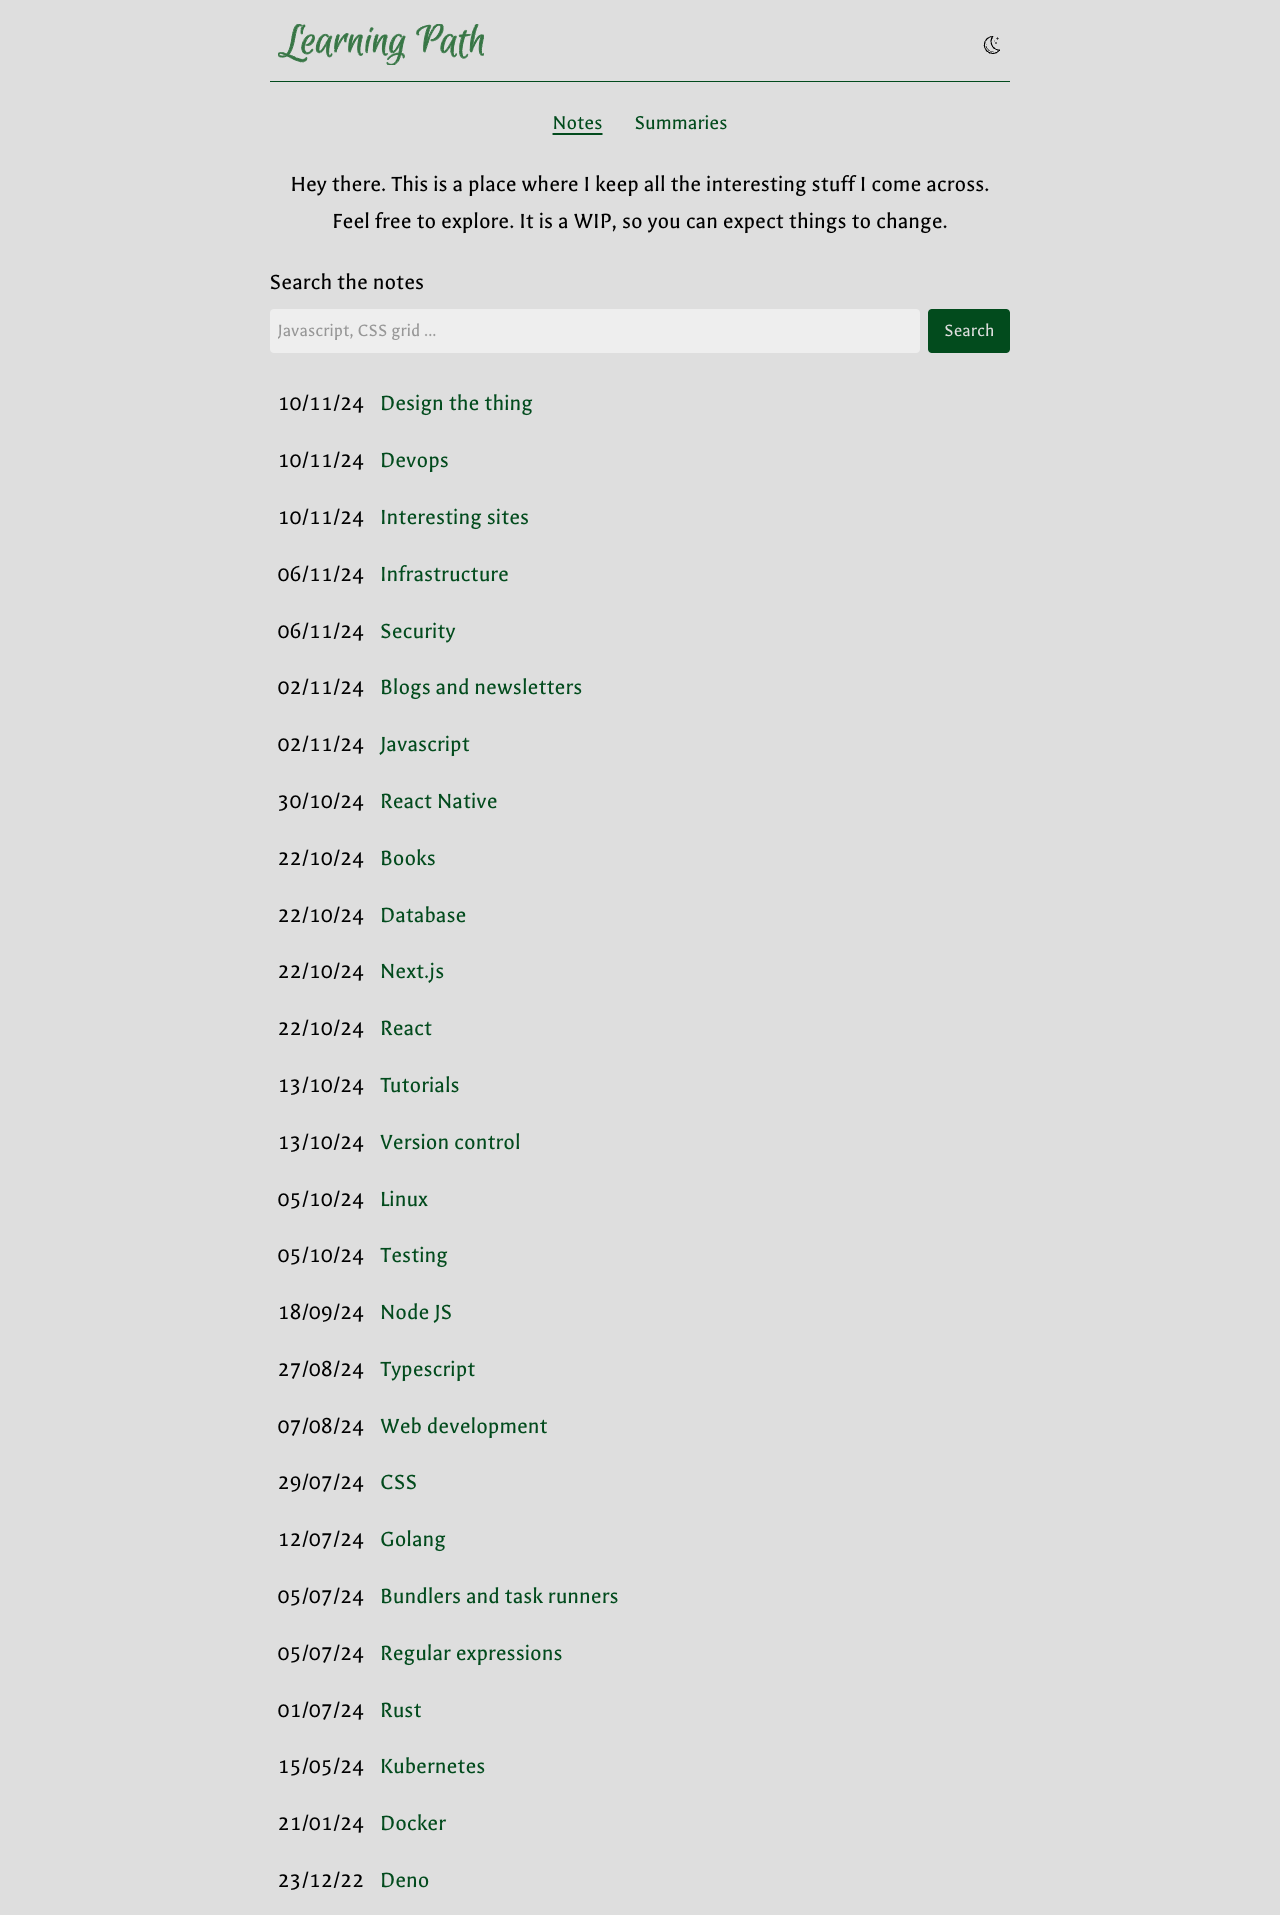 Learning Path
Notes Summaries
Hey there. This is a place where I keep all the interesting stuff I come across.
Feel free to explore. It is a WIP, so you can expect things to change.
Search the notes
Javascript, CSS grid ... Search
10/11/24 Design the thing
10/11/24 Devops
10/11/24 Interesting sites
06/11/24 Infrastructure
06/11/24 Security
02/11/24 Blogs and newsletters
02/11/24 Javascript
30/10/24 React Native
22/10/24 Books
22/10/24 Database
22/10/24 Next.js
22/10/24 React
13/10/24 Tutorials
13/10/24 Version control
05/10/24 Linux
05/10/24 Testing
18/09/24 Node JS
27/08/24 Typescript
07/08/24 Web development
29/07/24 CSS
12/07/24 Golang
05/07/24 Bundlers and task runners
05/07/24 Regular expressions
01/07/24 Rust
15/05/24 Kubernetes
21/01/24 Docker
23/12/22 Deno